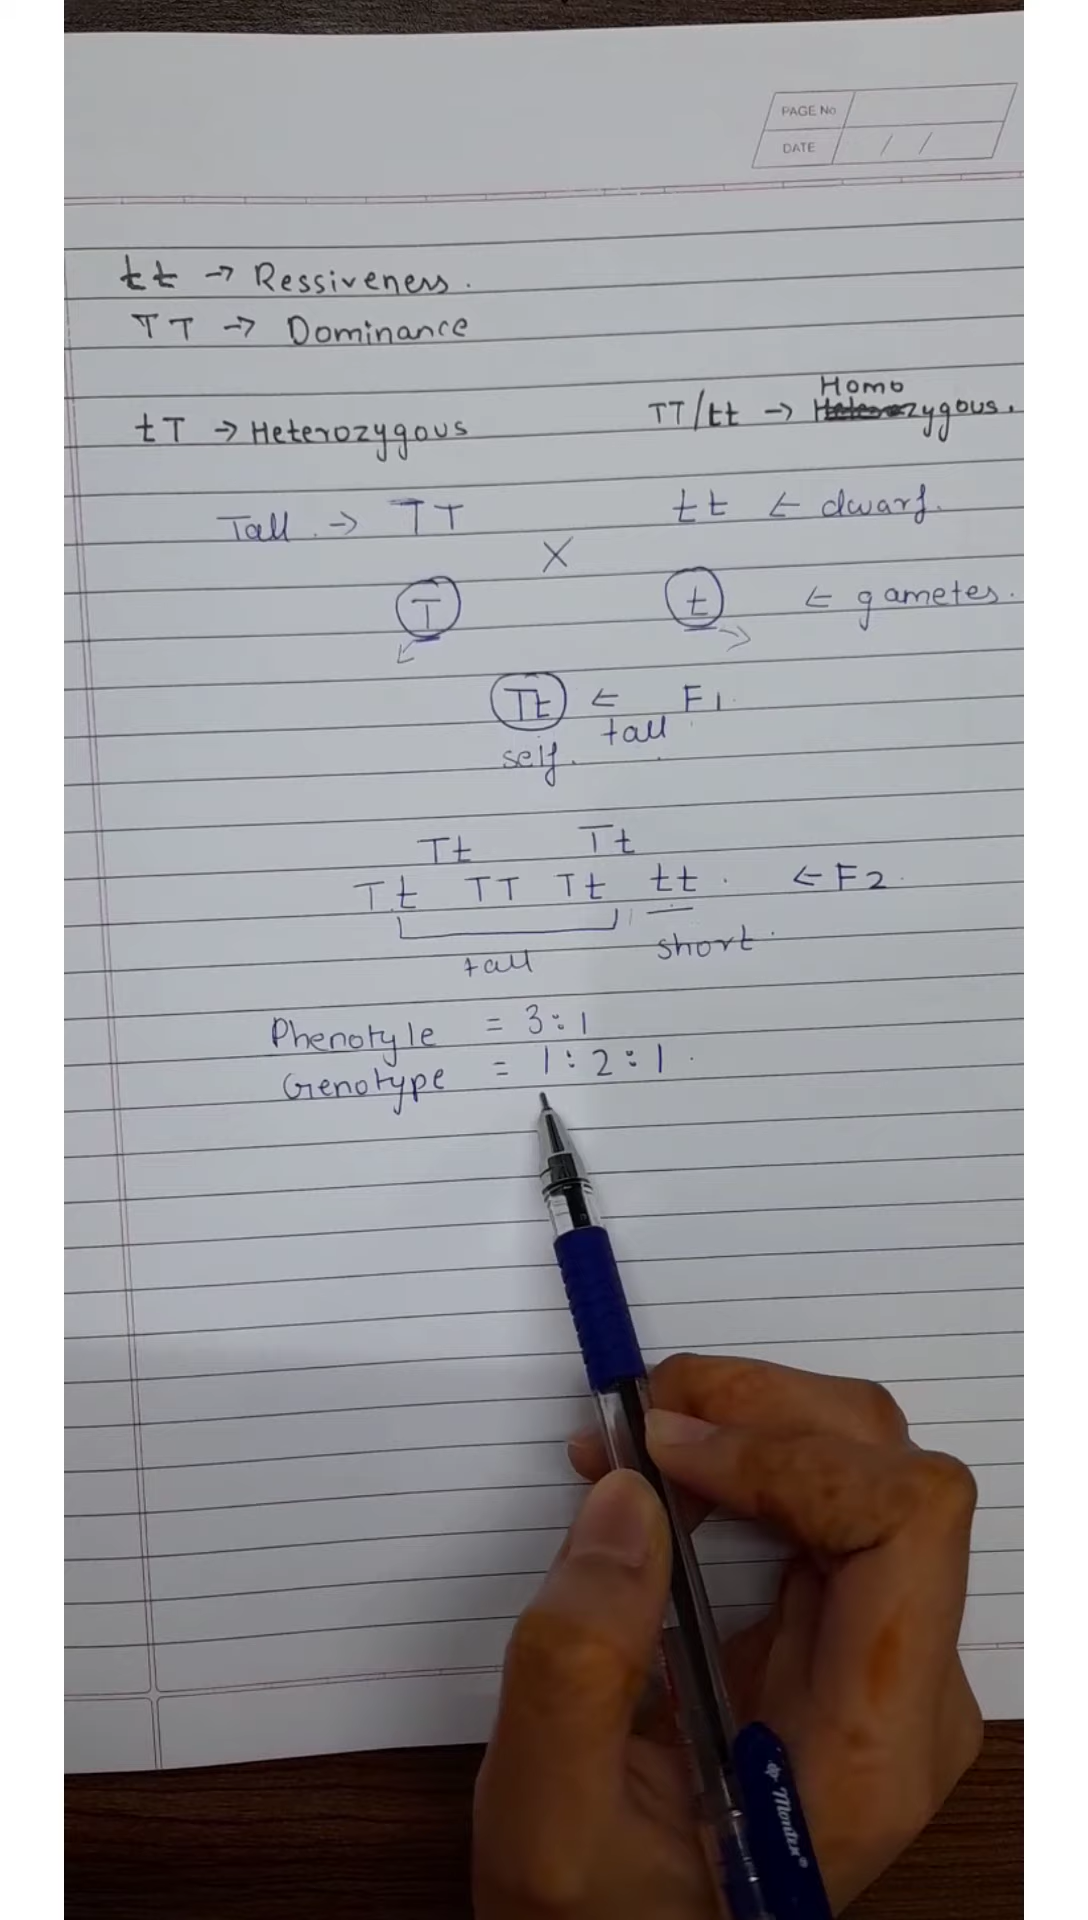 PAGE No
DATE / /
tt → Ressiveness.
TT → Dominance
Homo
tT → Heterozygous TT/tt → zygous.
Tall → TT tt ← dwarf.
X
T t ← gametes.
Tt ← F1
self. tall
Tt Tt
Tt TT Tt tt ← F2
tall short
Phenotyle = 3:1
Genotype = 1:2:1
Montex®